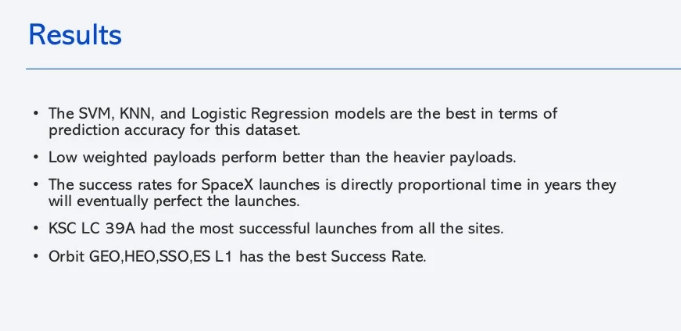 Results
• The SVM, KNN, and Logistic Regression models are the best in terms of
prediction accuracy for this dataset.
• Low weighted payloads perform better than the heavier payloads.
• The success rates for SpaceX launches is directly proportional time in years they
will eventually perfect the launches.
• KSC LC 39A had the most successful launches from all the sites.
• Orbit GEO,HEO,SSO,ES L1 has the best Success Rate.